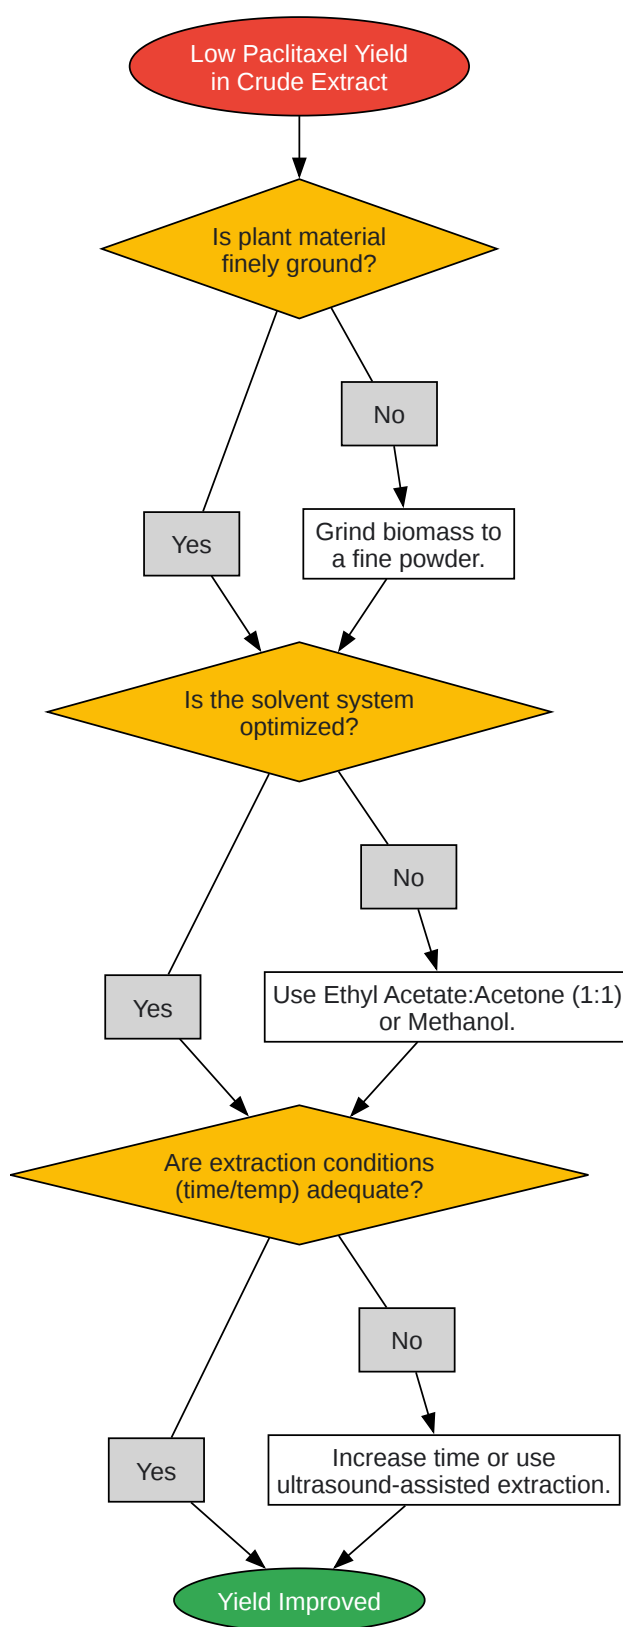 Low Paclitaxel Yield
in Crude Extract
Is plant material
finely ground?
No
Yes
Grind biomass to
a fine powder.
Is the solvent system
optimized?
No
Yes
Use Ethyl Acetate:Acetone (1:1)
or Methanol.
Are extraction conditions
(time/temp) adequate?
No
Yes
Increase time or use
ultrasound-assisted extraction.
Yield Improved